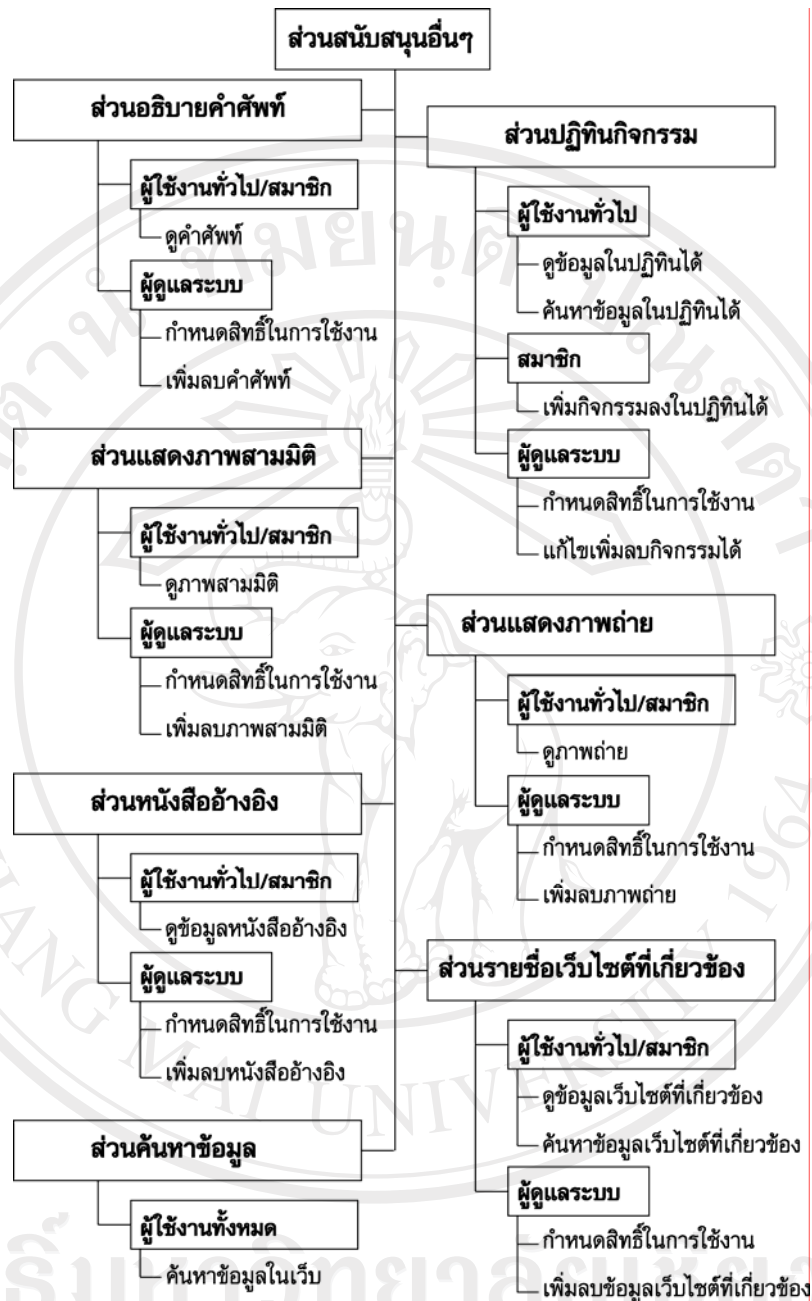 ส่วนสนับสนุนอื่นๆ
ส่วนอธิบายคำศัพท์
ผู้ใช้งานทั่วไป/สมาชิก
ดูคำศัพท์
ผู้ดูแลระบบ
กำหนดสิทธิ์ในการใช้งาน
เพิ่มลบคำศัพท์
ส่วนแสดงภาพสามมิติ
ผู้ใช้งานทั่วไป/สมาชิก
ดูภาพสามมิติ
ผู้ดูแลระบบ
กำหนดสิทธิ์ในการใช้งาน
เพิ่มลบภาพสามมิติ
ส่วนหนังสืออ้างอิง
ผู้ใช้งานทั่วไป/สมาชิก
ดูข้อมูลหนังสืออ้างอิง
ผู้ดูแลระบบ
กำหนดสิทธิ์ในการใช้งาน
เพิ่มลบหนังสืออ้างอิง
ส่วนค้นหาข้อมูล
ผู้ใช้งานทั้งหมด
ค้นหาข้อมูลในเว็บ
ส่วนปฏิทินกิจกรรม
ผู้ใช้งานทั่วไป
ดูข้อมูลในปฏิทินได้
ค้นหาข้อมูลในปฏิทินได้
สมาชิก
เพิ่มกิจกรรมลงในปฏิทินได้
ผู้ดูแลระบบ
กำหนดสิทธิ์ในการใช้งาน
แก้ไขเพิ่มลบกิจกรรมได้
ส่วนแสดงภาพถ่าย
ผู้ใช้งานทั่วไป/สมาชิก
ดูภาพถ่าย
ผู้ดูแลระบบ
กำหนดสิทธิ์ในการใช้งาน
เพิ่มลบภาพถ่าย
ส่วนรายชื่อเว็บไซต์ที่เกี่ยวข้อง
ผู้ใช้งานทั่วไป/สมาชิก
ดูข้อมูลเว็บไซต์ที่เกี่ยวข้อง
ค้นหาข้อมูลเว็บไซต์ที่เกี่ยวข้อง
ผู้ดูแลระบบ
กำหนดสิทธิ์ในการใช้งาน
เพิ่มลบข้อมูลเว็บไซต์ที่เกี่ยวข้อง